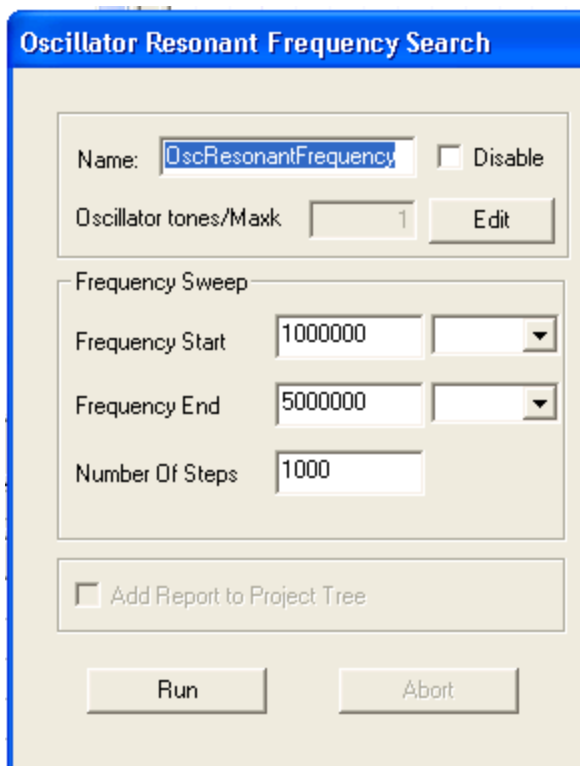 Oscillator Resonant Frequency Search
Name: OscResonantFrequency Disable
Oscillator tones/Maxk 1 Edit
Frequency Sweep
Frequency Start 1000000
Frequency End 5000000
Number Of Steps 1000
Add Report to Project Tree
Run Abort